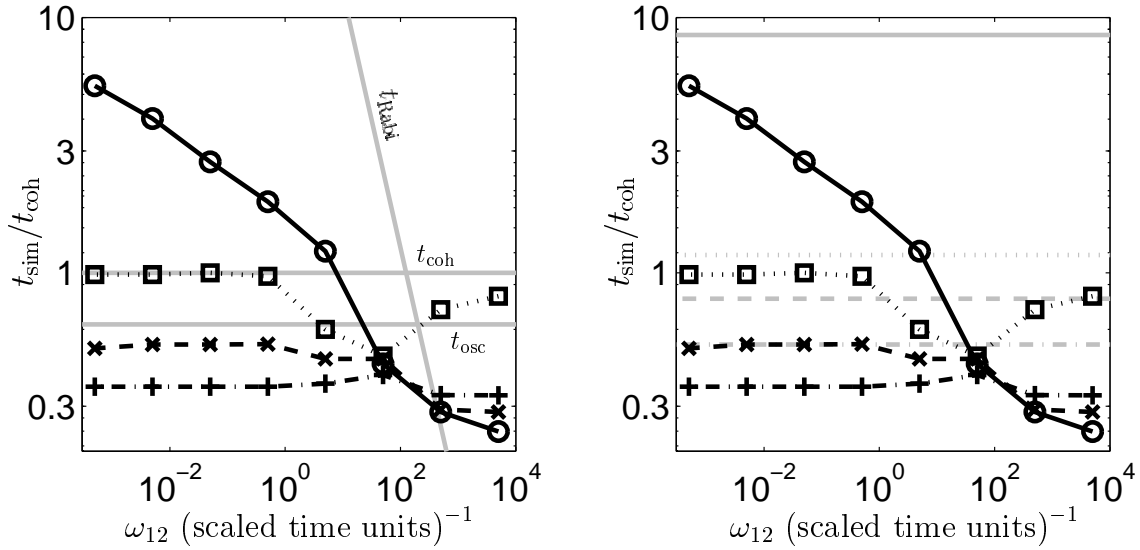 10
3
1
0.3
t_sim/t_coh
t_Rabi
t_coh
t_osc
10^−2
10^0
10^2
10^4
ω_12 (scaled time units)^−1
10
3
1
0.3
t_sim/t_coh
10^−2
10^0
10^2
10^4
ω_12 (scaled time units)^−1